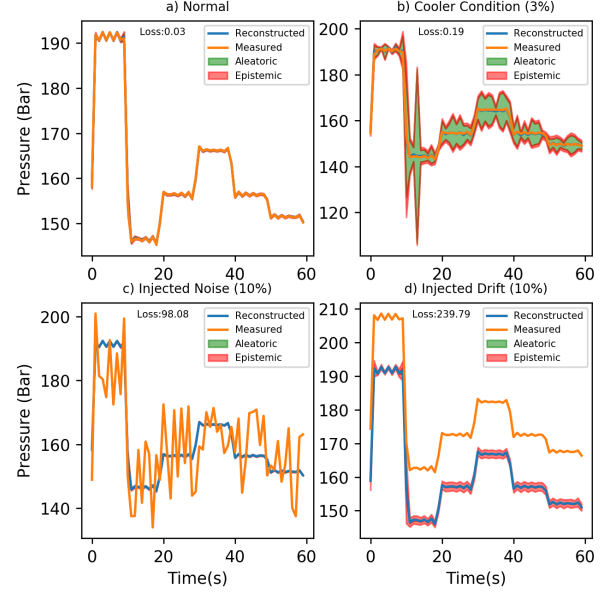 a) Normal
b) Cooler Condition (3%)
Loss:0.03
Reconstructed
Measured
Aleatoric
Epistemic
Loss:0.19
Reconstructed
Measured
Aleatoric
Epistemic
Pressure (Bar)
190
180
170
160
150
200
180
160
140
120
0
20
40
60
0
20
40
60
c) Injected Noise (10%)
d) Injected Drift (10%)
Loss:98.08
Reconstructed
Measured
Aleatoric
Epistemic
Loss:239.79
Reconstructed
Measured
Aleatoric
Epistemic
Pressure (Bar)
200
180
160
140
210
200
190
180
170
160
150
0
20
40
60
0
20
40
60
Time(s)
Time(s)